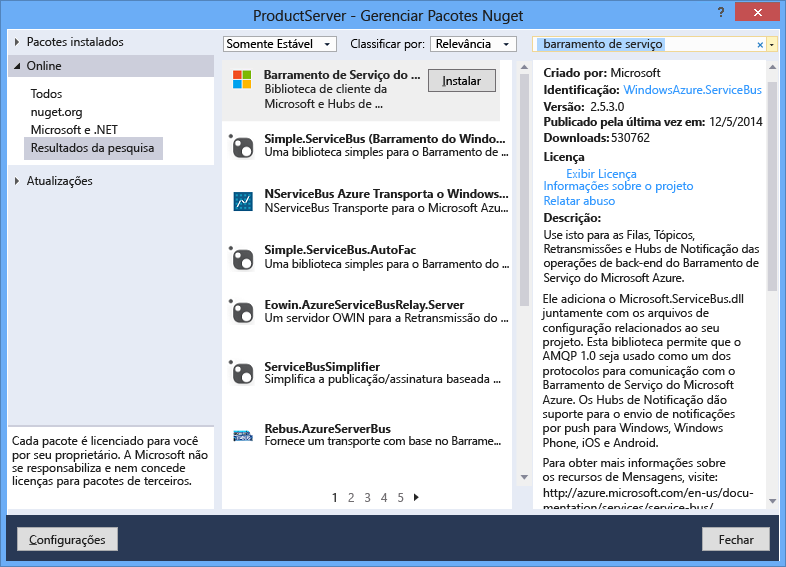 ProductServer - Gerenciar Pacotes Nuget
?
Pacotes instalados
Online
Todos
nuget.org
Microsoft e .NET
Resultados da pesquisa
Atualizações
Cada pacote é licenciado para você
por seu proprietário. A Microsoft não
se responsabiliza e nem concede
licenças para pacotes de terceiros.
Somente Estável
Classificar por: Relevância
Barramento de Serviço do ...
Biblioteca de cliente da
Microsoft e Hubs de ...
Instalar
Simple.ServiceBus (Barramento do Windo...
Uma biblioteca simples para o Barramento de ...
NServiceBus Azure Transporta o Windows...
NServiceBus Transporte para o Microsoft Azu...
Simple.ServiceBus.AutoFac
Uma biblioteca simples para o Barramento do ...
Eowin.AzureServiceBusRelay.Server
Um servidor OWIN para a Retransmissão do ...
ServiceBusSimplifier
Simplifica a publicação/assinatura baseada ...
Rebus.AzureServerBus
Fornece um transporte com base no Barrame...
1 2 3 4 5
barramento de serviço
Criado por: Microsoft
Identificação: WindowsAzure.ServiceBus
Versão: 2.5.3.0
Publicado pela última vez em: 12/5/2014
Downloads:530762
Licença
Exibir Licença
Informações sobre o projeto
Relatar abuso
Descrição:
Use isto para as Filas, Tópicos,
Retransmissões e Hubs de Notificação das
operações de back-end do Barramento de
Serviço do Microsoft Azure.
Ele adiciona o Microsoft.ServiceBus.dll
juntamente com os arquivos de
configuração relacionados ao seu
projeto. Esta biblioteca permite que o
AMQP 1.0 seja usado como um dos
protocolos para comunicação com o
Barramento de Serviço do Microsoft
Azure. Os Hubs de Notificação dão
suporte para o envio de notificações
por push para Windows, Windows
Phone, iOS e Android.
Para obter mais informações sobre
os recursos de Mensagens, visite:
http://azure.microsoft.com/en-us/docu-
mentation/services/service-bus/
Configurações
Fechar